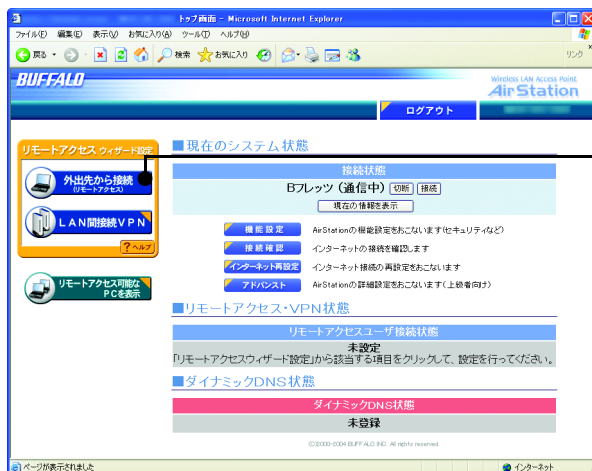 トップ画面 - Microsoft Internet Explorer
ファイル(F) 編集(E) 表示(V) お気に入り(A) ツール(T) ヘルプ(H)
戻る 検索 お気に入り リンク
BUFFALO
Wireless LAN Access Point
AirStation
ログアウト
リモートアクセス ウィザード設定
外出先から接続
(リモートアクセス)
LAN間接続VPN
? ヘルプ
リモートアクセス可能な
PCを表示
■現在のシステム状態
接続状態
Bフレッツ (通信中) 切断 接続
現在の情報を表示
機能設定 AirStationの機能設定をおこないます(セキュリティなど)
接続確認 インターネットの接続を確認します
インターネット再設定 インターネット接続の再設定をおこないます
アドバンスト AirStationの詳細設定をおこないます(上級者向け)
■リモートアクセス・VPN状態
リモートアクセスユーザ接続状態
未設定
「リモートアクセスウィザード設定」から該当する項目をクリックして、設定を行ってください。
■ダイナミックDNS状態
ダイナミックDNS状態
未登録
(C)2000-2004 BUFFALO INC. All rights reserved.
ページが表示されました インターネット